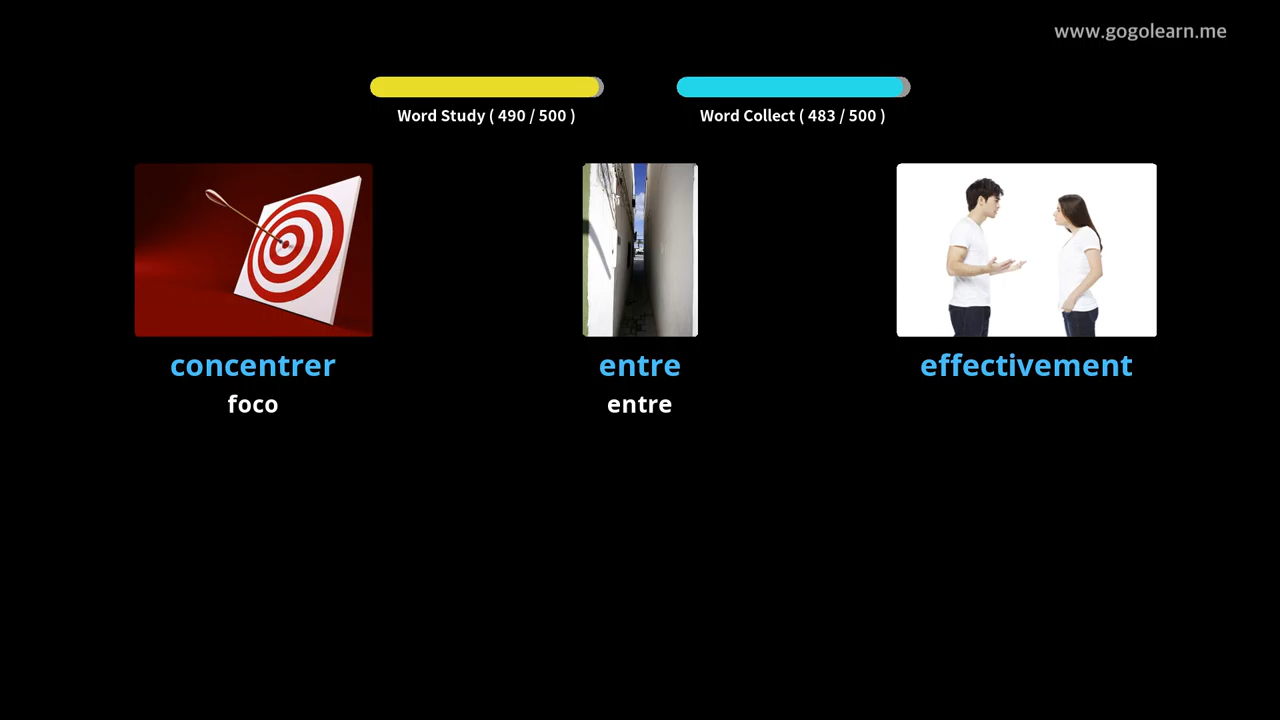 www.gogolearn.me
Word Study ( 490 / 500 )
Word Collect ( 483 / 500 )
concentrer
entre
effectivement
foco
entre